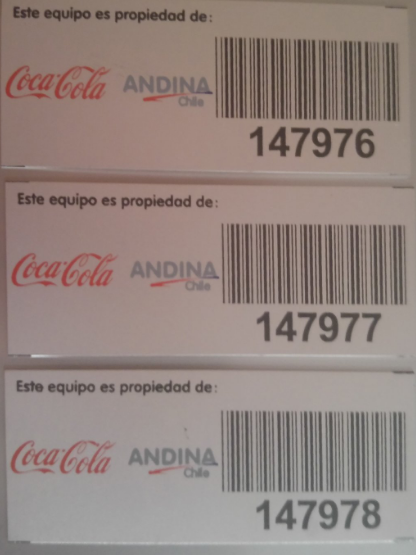 Este equipo es propiedad de:
Coca-Cola ANDINA
Chile
147976
Este equipo es propiedad de:
Coca-Cola ANDINA
Chile
147977
Este equipo es propiedad de:
Coca-Cola ANDINA
Chile
147978